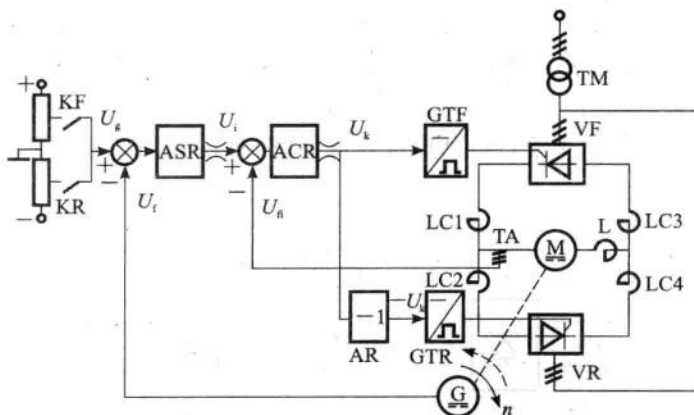 TM
+
KF
U_g
U_i
U_k
GTF
VF
ASR
ACR
+
−
+
−
KR
−
U_f
U_fi
LC1
TA
M
L
LC3
LC2
LC4
−1
−U_k
AR
GTR
VR
G
n